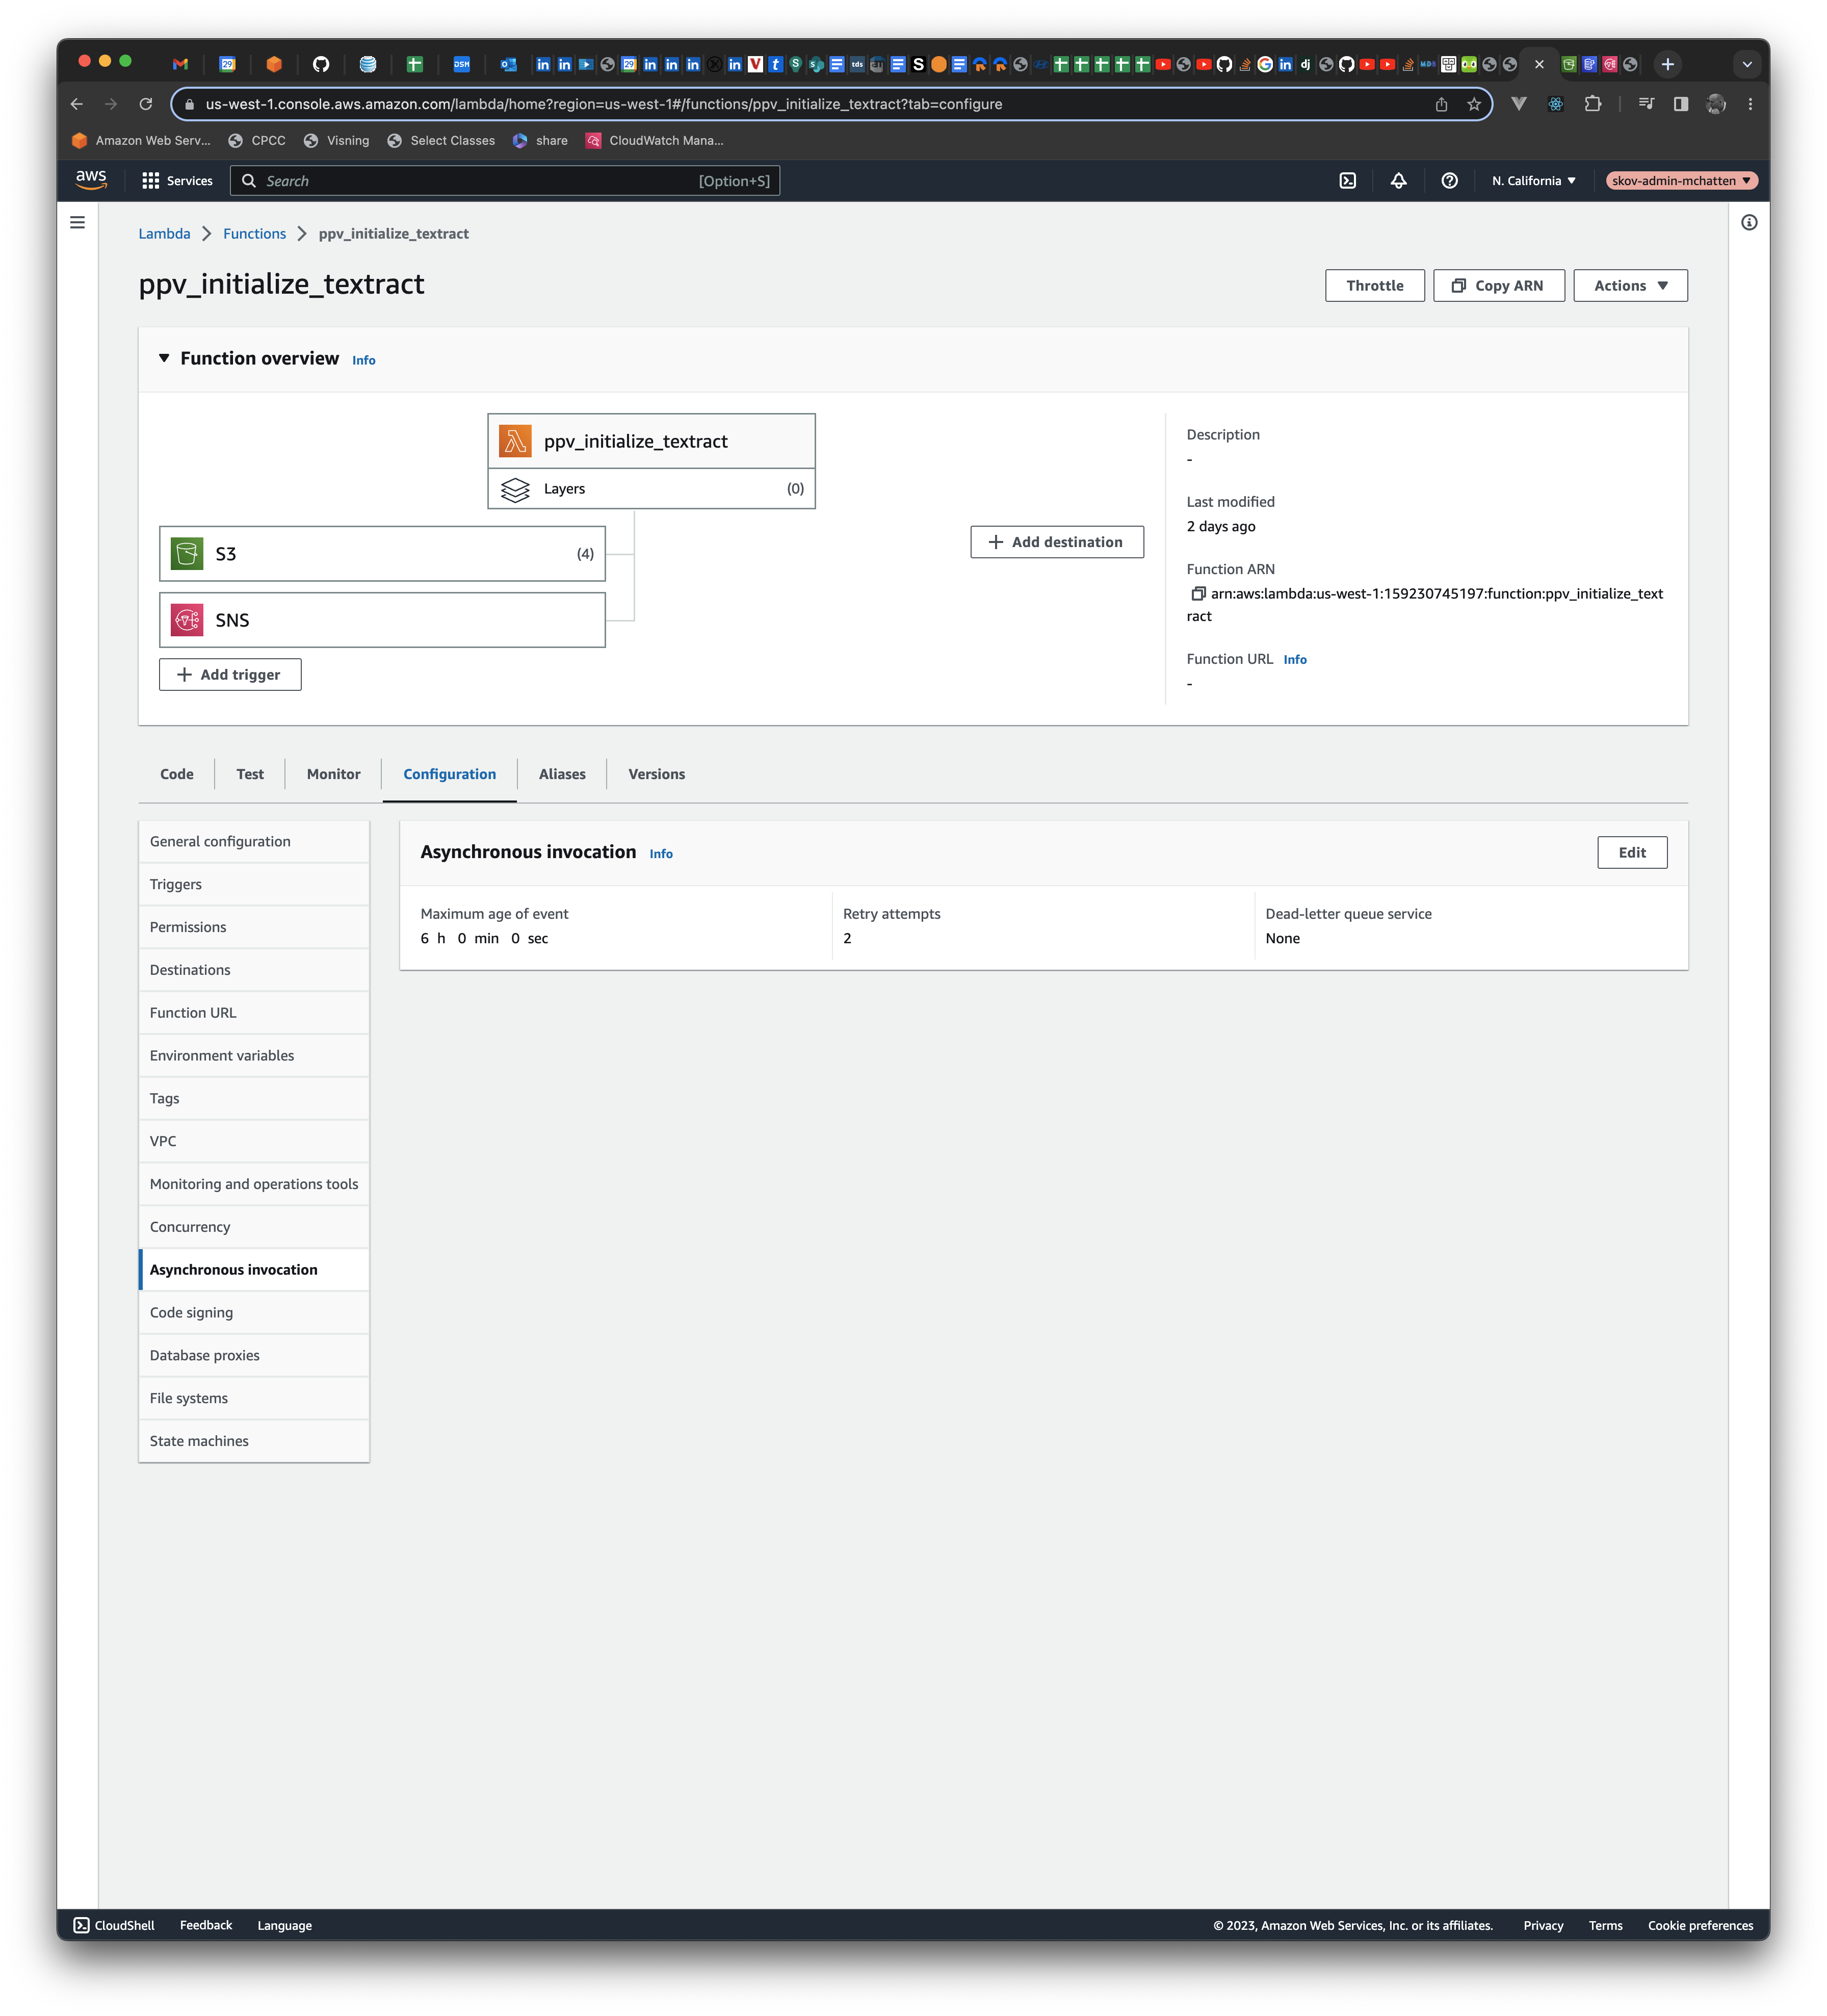 us-west-1.console.aws.amazon.com/lambda/home?region=us-west-1#/functions/ppv_initialize_textract?tab=configure
Amazon Web Serv...
CPCC
Visning
Select Classes
share
CloudWatch Mana...
aws
Services
Search
[Option+S]
N. California
skov-admin-mchatten
Lambda
Functions
ppv_initialize_textract
ppv_initialize_textract
Throttle
Copy ARN
Actions
Function overview Info
ppv_initialize_textract
Layers (0)
S3 (4)
SNS
Add trigger
Add destination
Description
-
Last modified
2 days ago
Function ARN
arn:aws:lambda:us-west-1:159230745197:function:ppv_initialize_text
ract
Function URL Info
-
Code
Test
Monitor
Configuration
Aliases
Versions
General configuration
Triggers
Permissions
Destinations
Function URL
Environment variables
Tags
VPC
Monitoring and operations tools
Concurrency
Asynchronous invocation
Code signing
Database proxies
File systems
State machines
Asynchronous invocation Info
Edit
Maximum age of event
6 h 0 min 0 sec
Retry attempts
2
Dead-letter queue service
None
CloudShell
Feedback
Language
© 2023, Amazon Web Services, Inc. or its affiliates.
Privacy
Terms
Cookie preferences